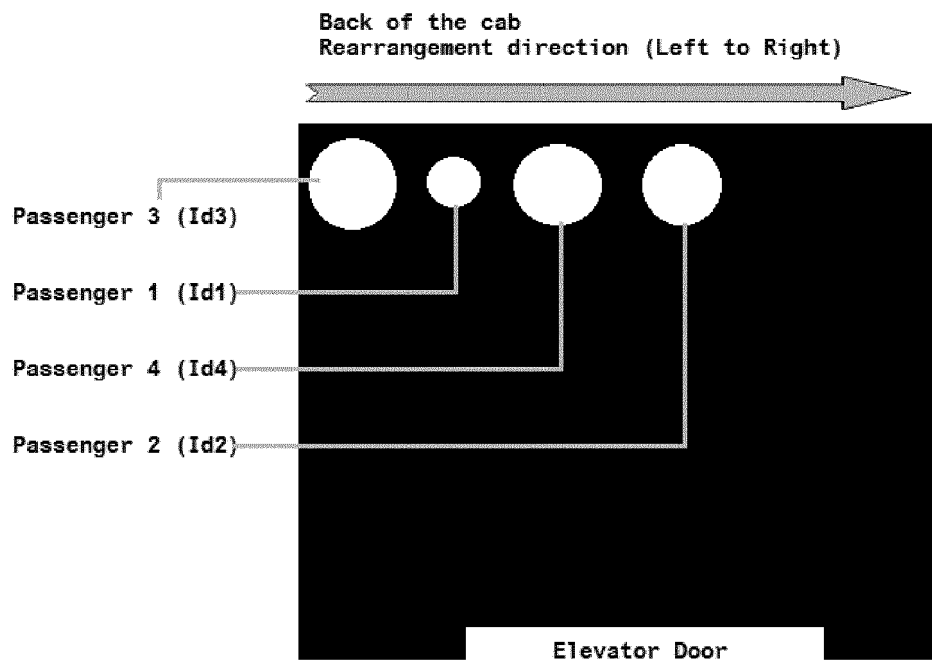 Back of the cab
Rearrangement direction (Left to Right)
Passenger 3 (Id3)
Passenger 1 (Id1)
Passenger 4 (Id4)
Passenger 2 (Id2)
Elevator Door